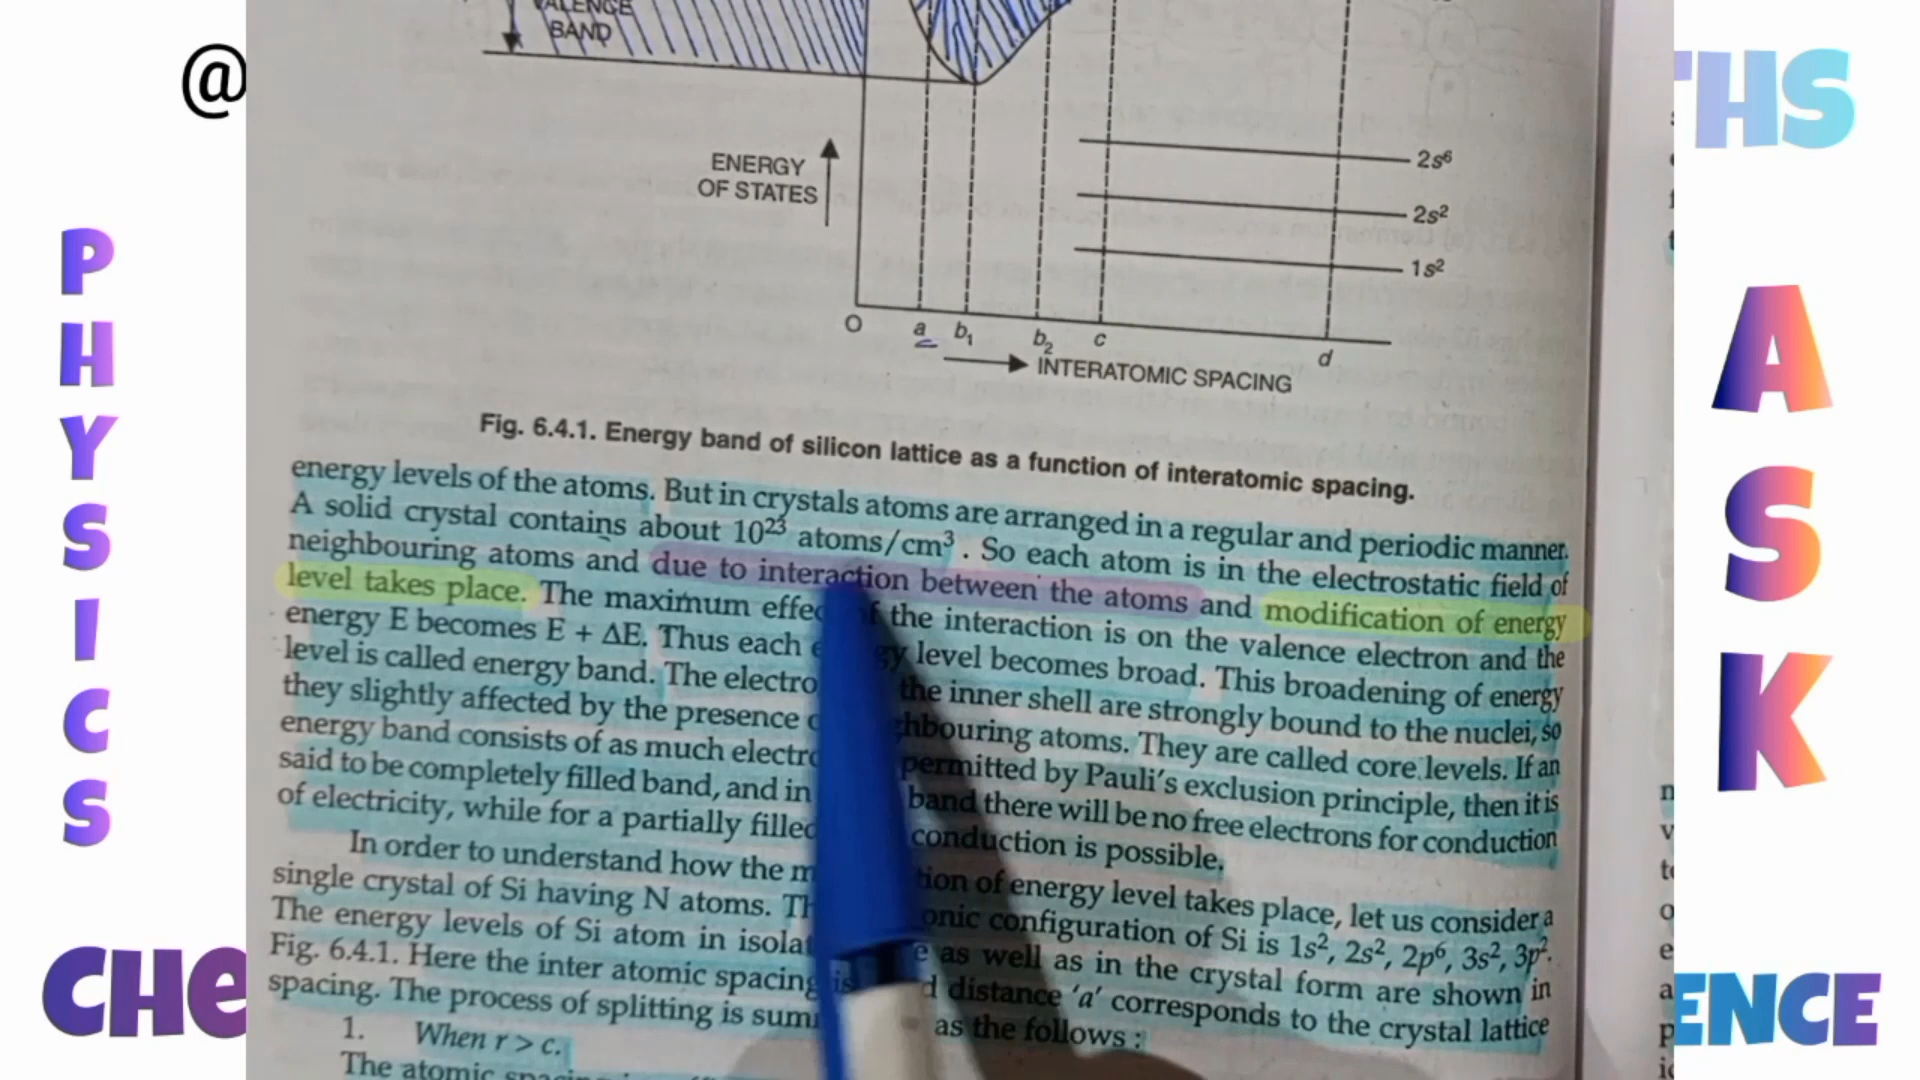 @
THS
PHYSICS
ASK
CHe
ENCE
VALENCE
BAND
ENERGY
OF STATES
2s⁶
2s²
1s²
O a b₁ b₂ c d
INTERATOMIC SPACING
Fig. 6.4.1. Energy band of silicon lattice as a function of interatomic spacing.
energy levels of the atoms. But in crystals atoms are arranged in a regular and periodic manner.
A solid crystal contains about 10²³ atoms/cm³. So each atom is in the electrostatic field of
neighbouring atoms and due to interaction between the atoms and modification of energy
level takes place. The maximum effec f the interaction is on the valence electron and the
energy E becomes E + ΔE. Thus each e gy level becomes broad. This broadening of energy
level is called energy band. The electro the inner shell are strongly bound to the nuclei, so
they slightly affected by the presence hbouring atoms. They are called core levels. If an
energy band consists of as much electro permitted by Pauli's exclusion principle, then it is
said to be completely filled band, and in band there will be no free electrons for conduction
of electricity, while for a partially filled conduction is possible.
In order to understand how the m tion of energy level takes place, let us consider a
single crystal of Si having N atoms. Th onic configuration of Si is 1s², 2s², 2p⁶, 3s², 3p².
The energy levels of Si atom in isolat e as well as in the crystal form are shown in
Fig. 6.4.1. Here the inter atomic spacing is d distance 'a' corresponds to the crystal lattice
spacing. The process of splitting is sum as the follows :
1. When r > c.
The atomic